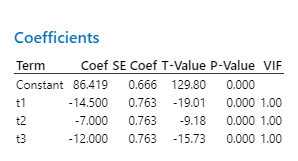 Coefficients
Term Coef SE Coef T-Value P-Value VIF
Constant 86.419 0.666 129.80 0.000
t1 -14.500 0.763 -19.01 0.000 1.00
t2 -7.000 0.763 -9.18 0.000 1.00
t3 -12.000 0.763 -15.73 0.000 1.00